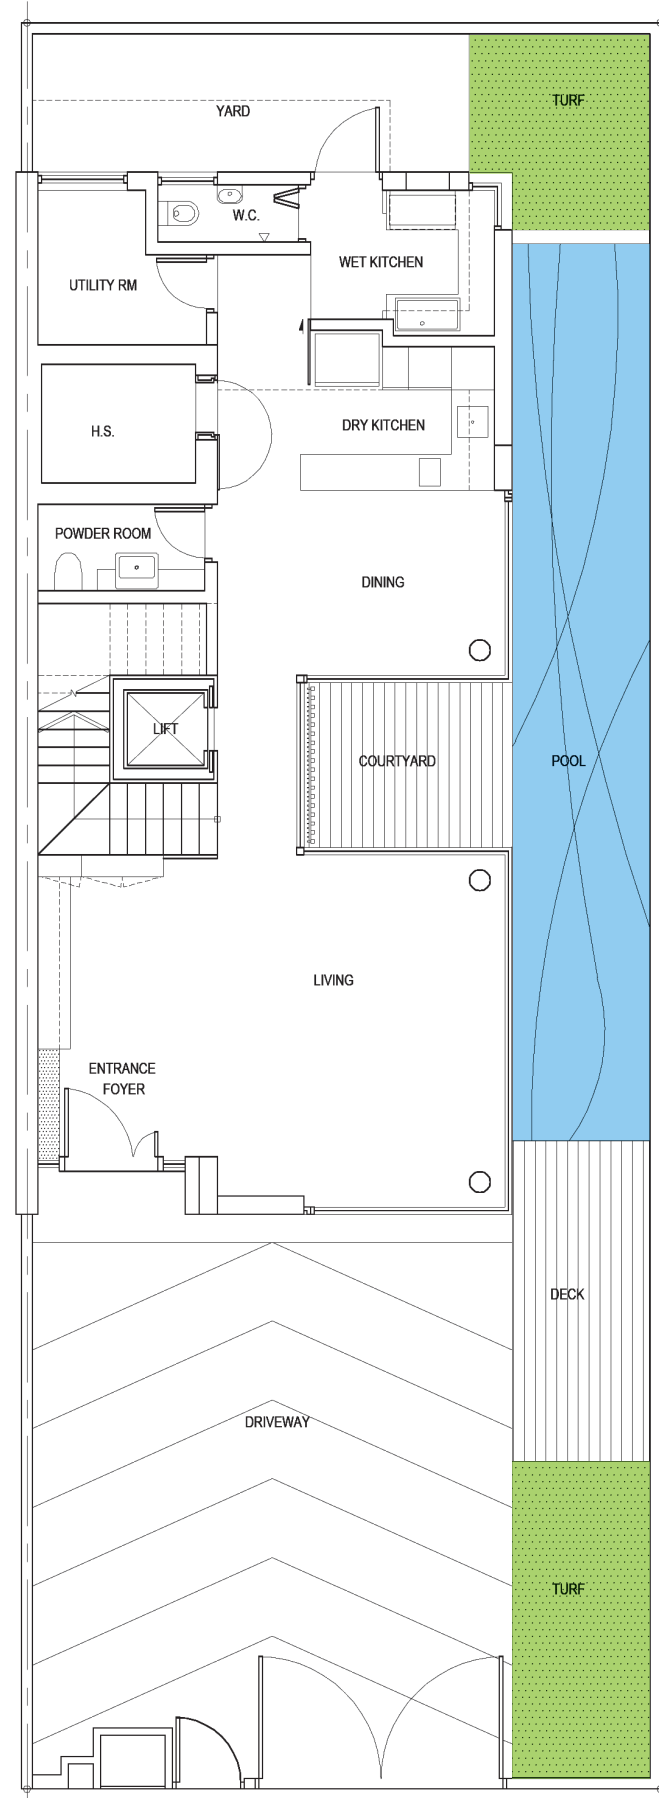 TURF
YARD
W.C.
WET KITCHEN
UTILITY RM
DRY KITCHEN
H.S.
POWDER ROOM
DINING
LIFT
COURTYARD
POOL
LIVING
ENTRANCE
FOYER
DECK
DRIVEWAY
TURF